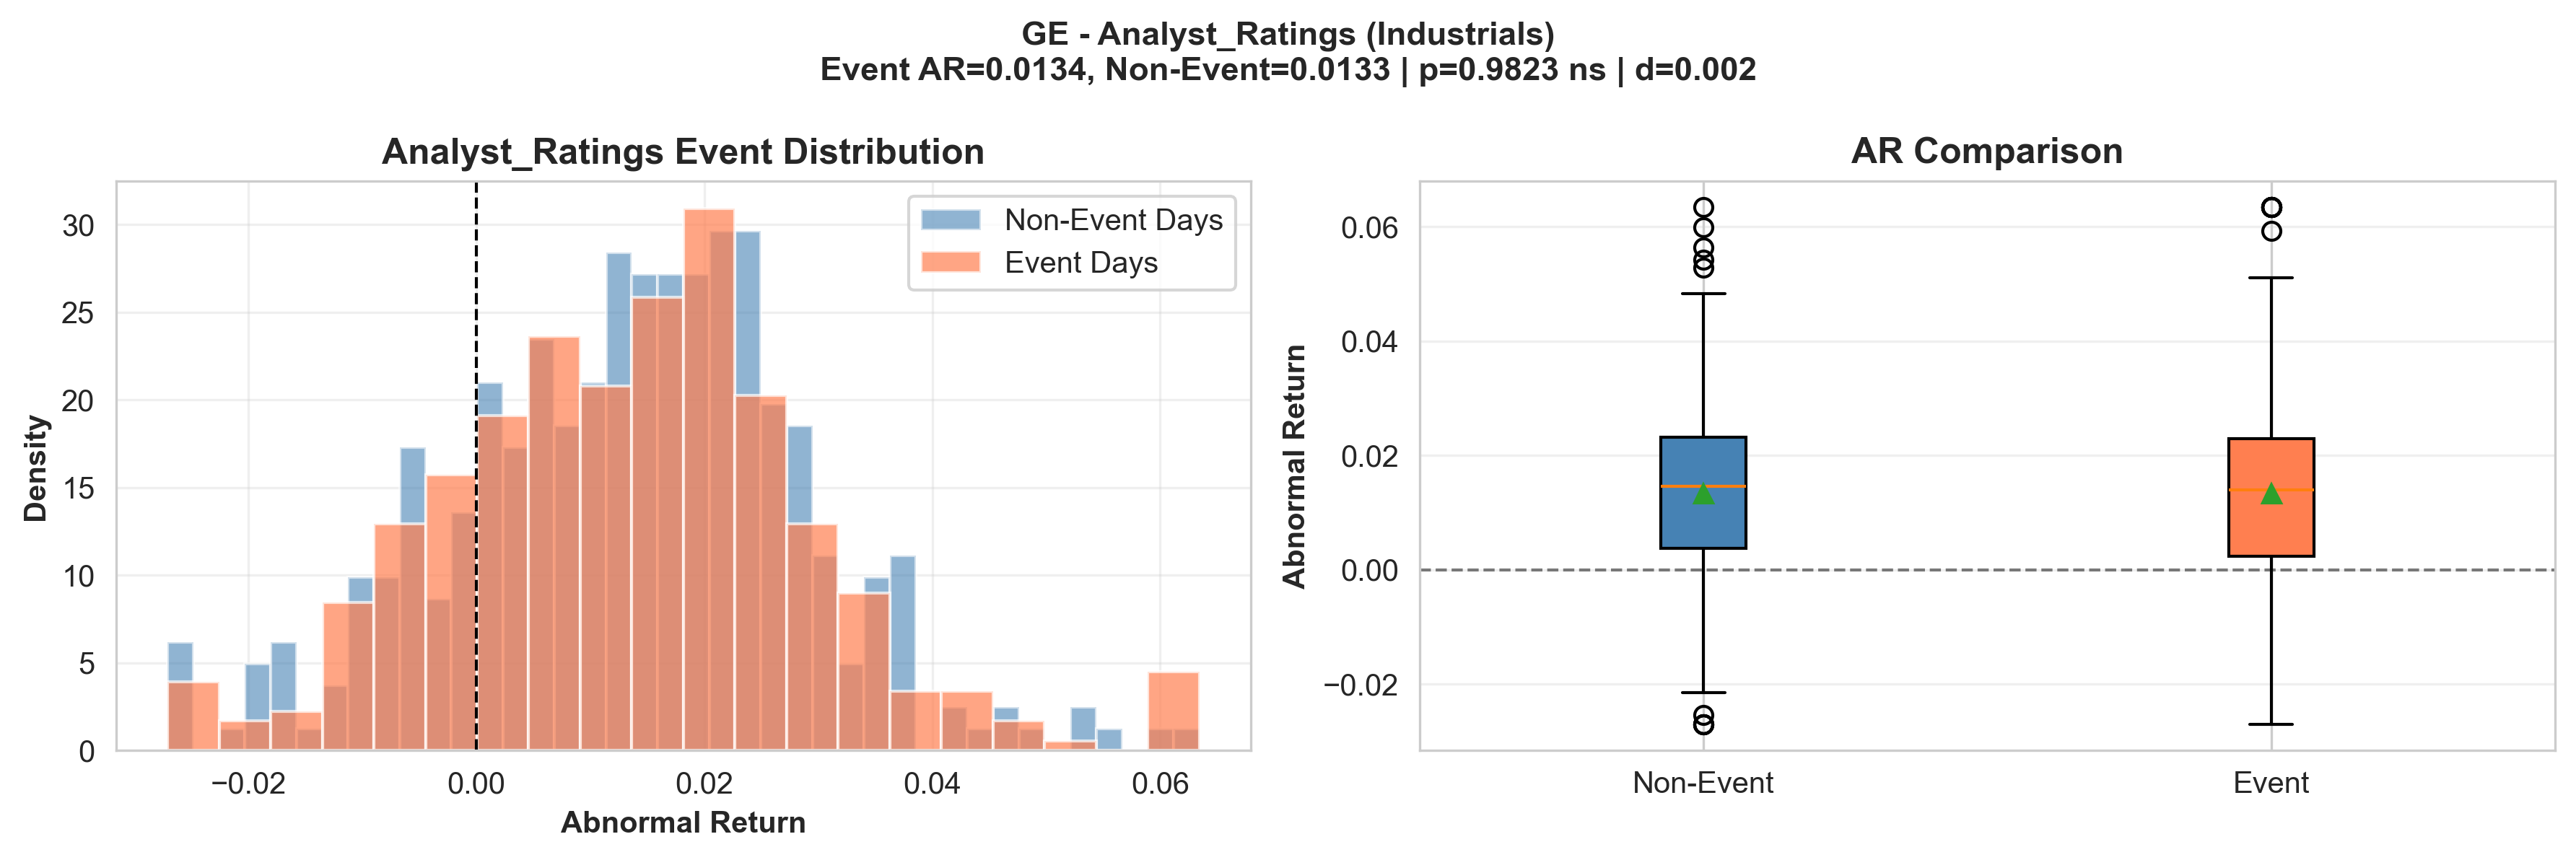 GE - Analyst_Ratings (Industrials)
Event AR=0.0134, Non-Event=0.0133 | p=0.9823 ns | d=0.002
Analyst_Ratings Event Distribution
Density
30
25
20
15
10
5
0
Non-Event Days
Event Days
−0.02
0.00
0.02
0.04
0.06
Abnormal Return
AR Comparison
Abnormal Return
0.06
0.04
0.02
0.00
−0.02
Non-Event
Event